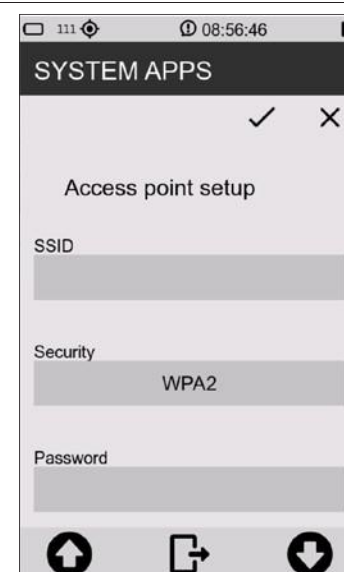 111 08:56:46
SYSTEM APPS
Access point setup
SSID
Security
WPA2
Password